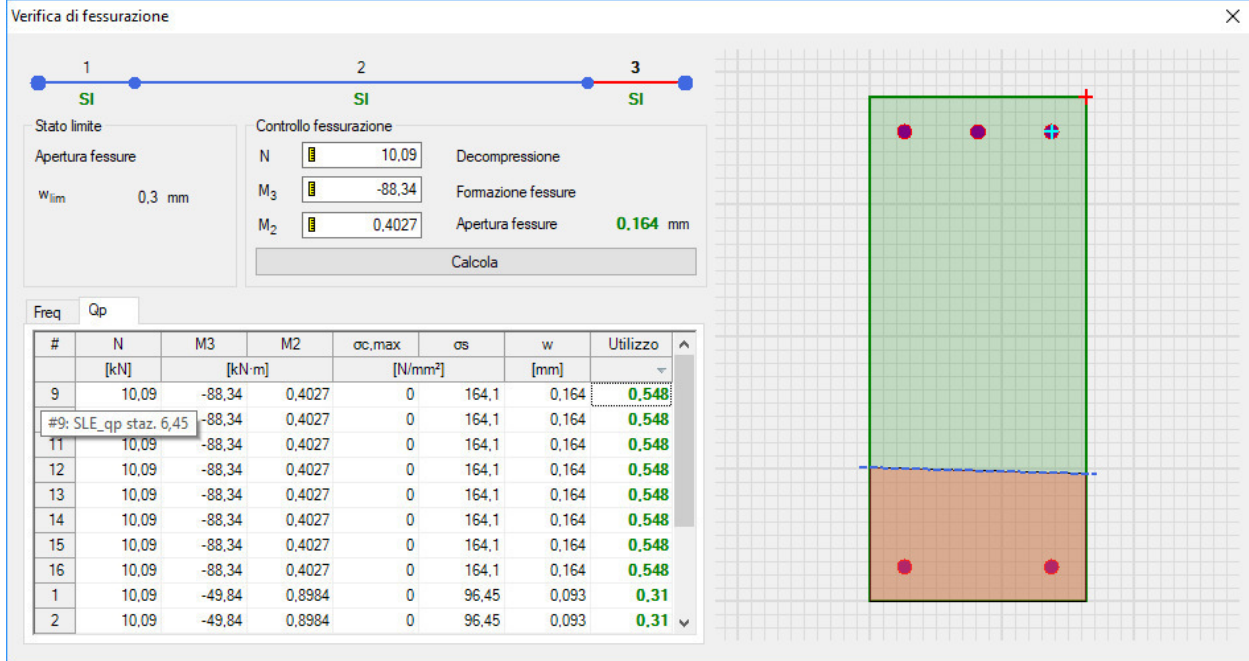 Verifica di fessurazione
1 2 3
SI SI SI
Stato limite
Apertura fessure
wlim 0,3 mm
Controllo fessurazione
N 10,09 Decompressione
M3 -88,34 Formazione fessure
M2 0,4027 Apertura fessure 0,164 mm
Calcola
Freq Qp
# N M3 M2 σc,max σs w Utilizzo
[kN] [kN·m] [N/mm²] [mm]
9 10,09 -88,34 0,4027 0 164,1 0,164 0,548
#9: SLE_qp staz. 6,45 -88,34 0,4027 0 164,1 0,164 0,548
11 10,09 -88,34 0,4027 0 164,1 0,164 0,548
12 10,09 -88,34 0,4027 0 164,1 0,164 0,548
13 10,09 -88,34 0,4027 0 164,1 0,164 0,548
14 10,09 -88,34 0,4027 0 164,1 0,164 0,548
15 10,09 -88,34 0,4027 0 164,1 0,164 0,548
16 10,09 -88,34 0,4027 0 164,1 0,164 0,548
1 10,09 -49,84 0,8984 0 96,45 0,093 0,31
2 10,09 -49,84 0,8984 0 96,45 0,093 0,31